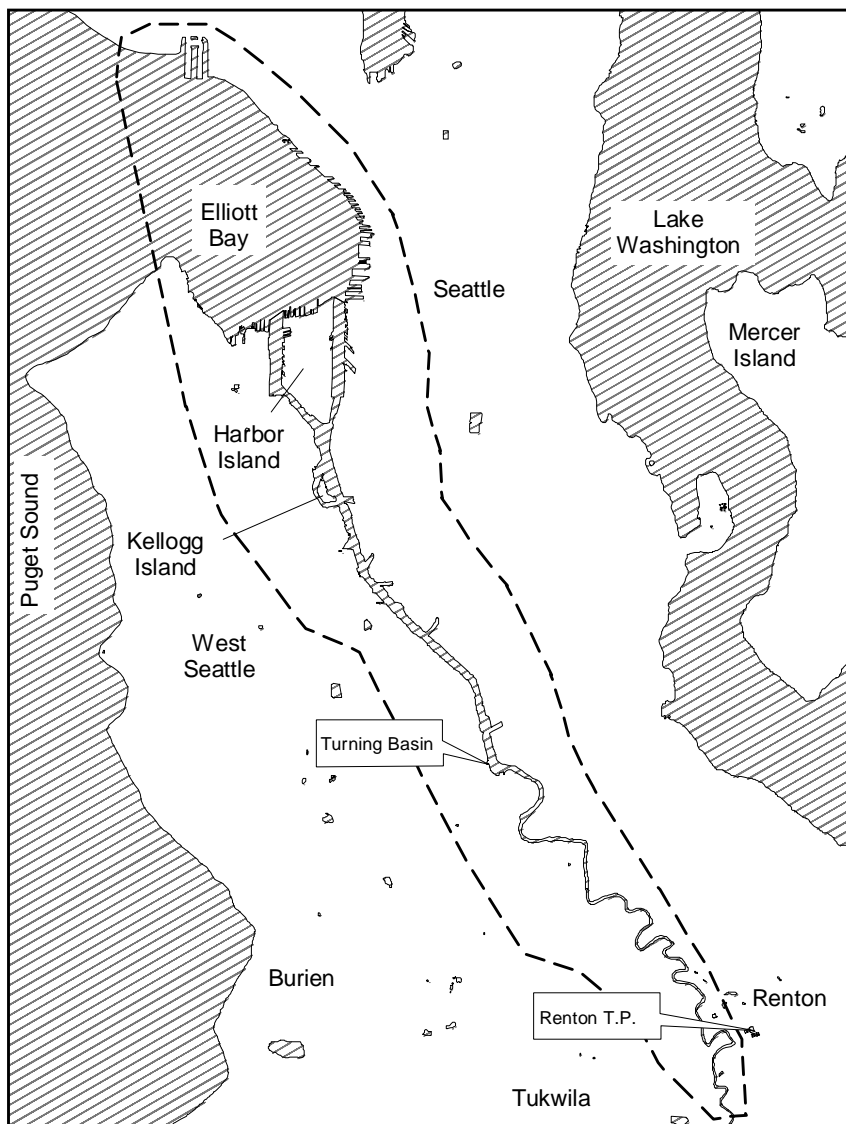 Elliott
Bay
Lake
Washington
Seattle
Mercer
Island
Harbor
Island
Puget Sound
Kellogg
Island
West
Seattle
Turning Basin
Burien
Renton
Renton T.P.
Tukwila